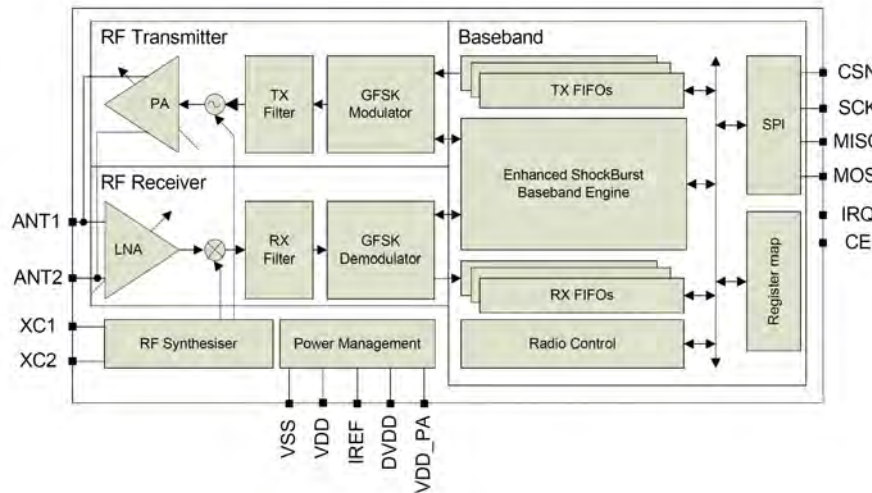 RF Transmitter
Baseband
PA
TX
Filter
GFSK
Modulator
TX FIFOs
SPI
CSN
SCK
MISO
MOS
Enhanced ShockBurst
Baseband Engine
RF Receiver
ANT1
ANT2
LNA
RX
Filter
GFSK
Demodulator
RX FIFOs
Register map
IRQ
CE
XC1
XC2
RF Synthesiser
Power Management
Radio Control
VSS
VDD
IREF
DVDD
VDD_PA